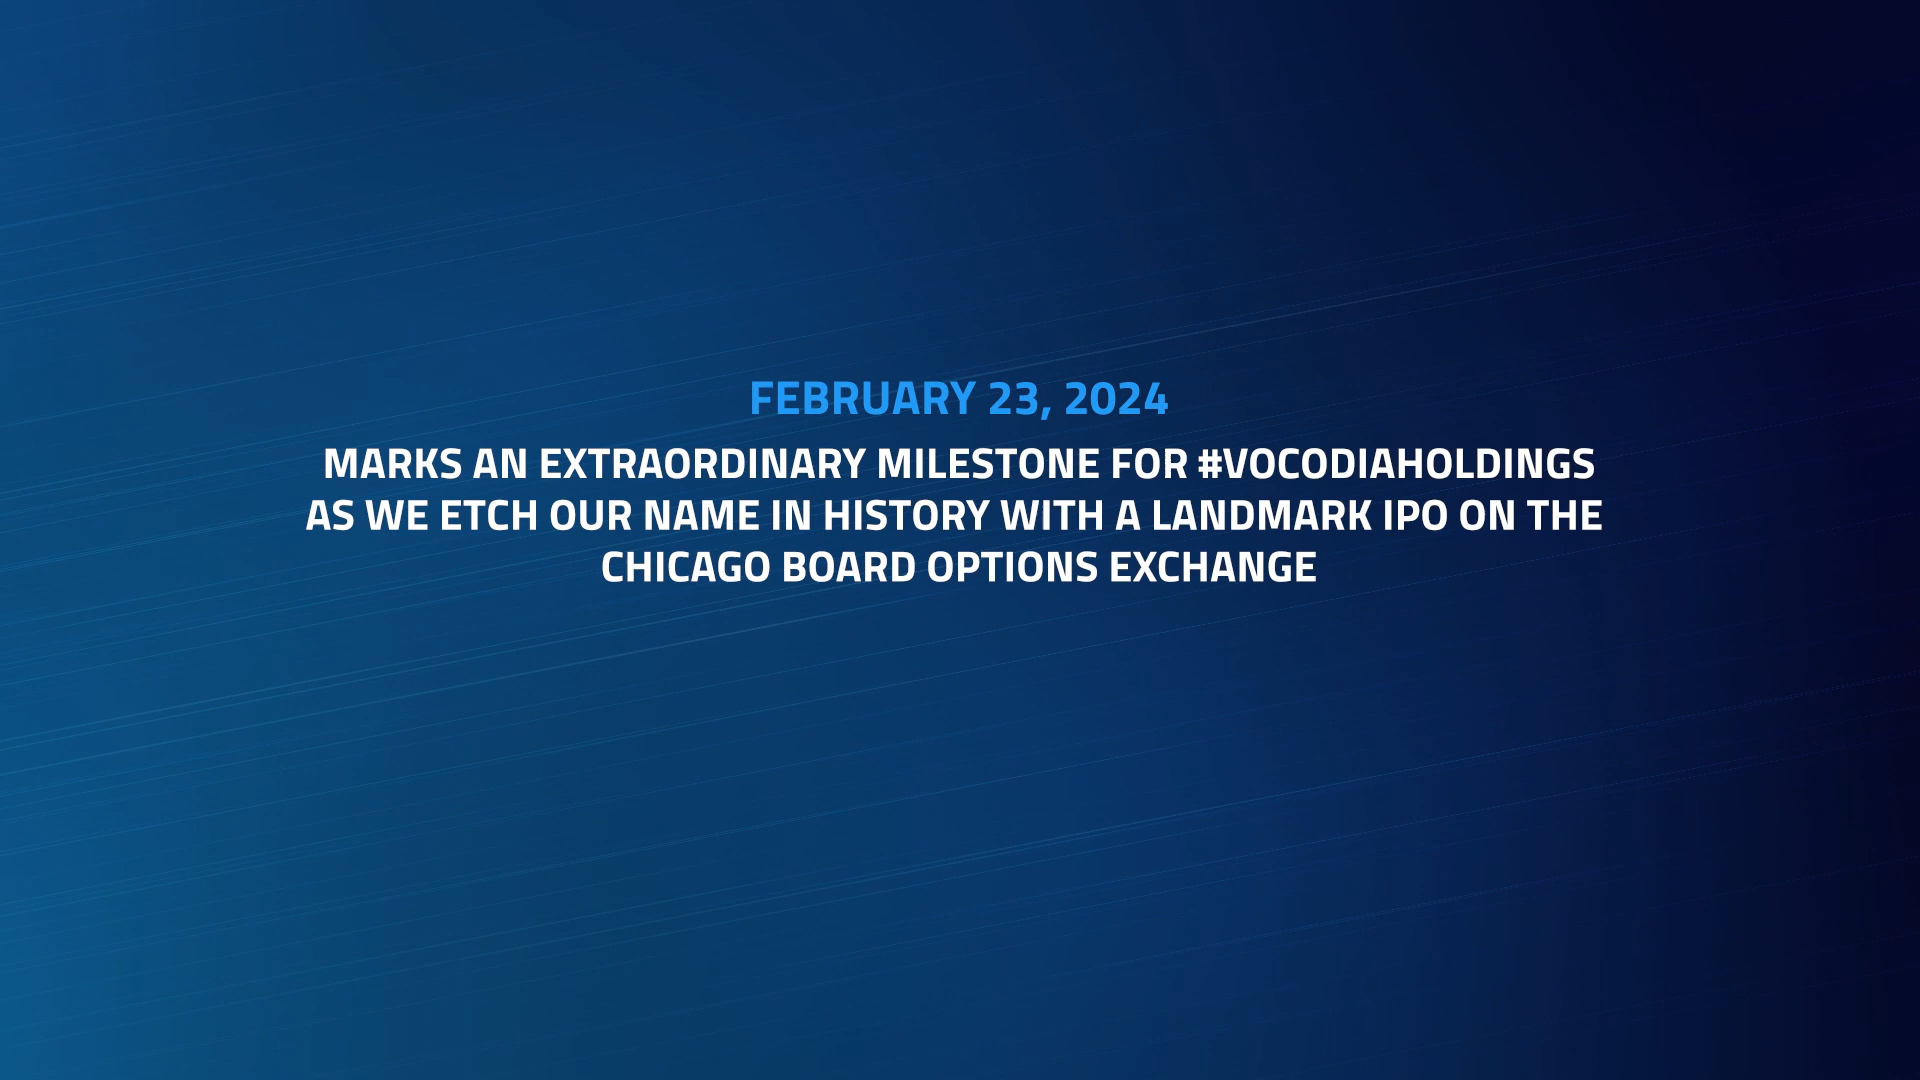 FEBRUARY 23, 2024
MARKS AN EXTRAORDINARY MILESTONE FOR #VOCODIAHOLDINGS
AS WE ETCH OUR NAME IN HISTORY WITH A LANDMARK IPO ON THE
CHICAGO BOARD OPTIONS EXCHANGE